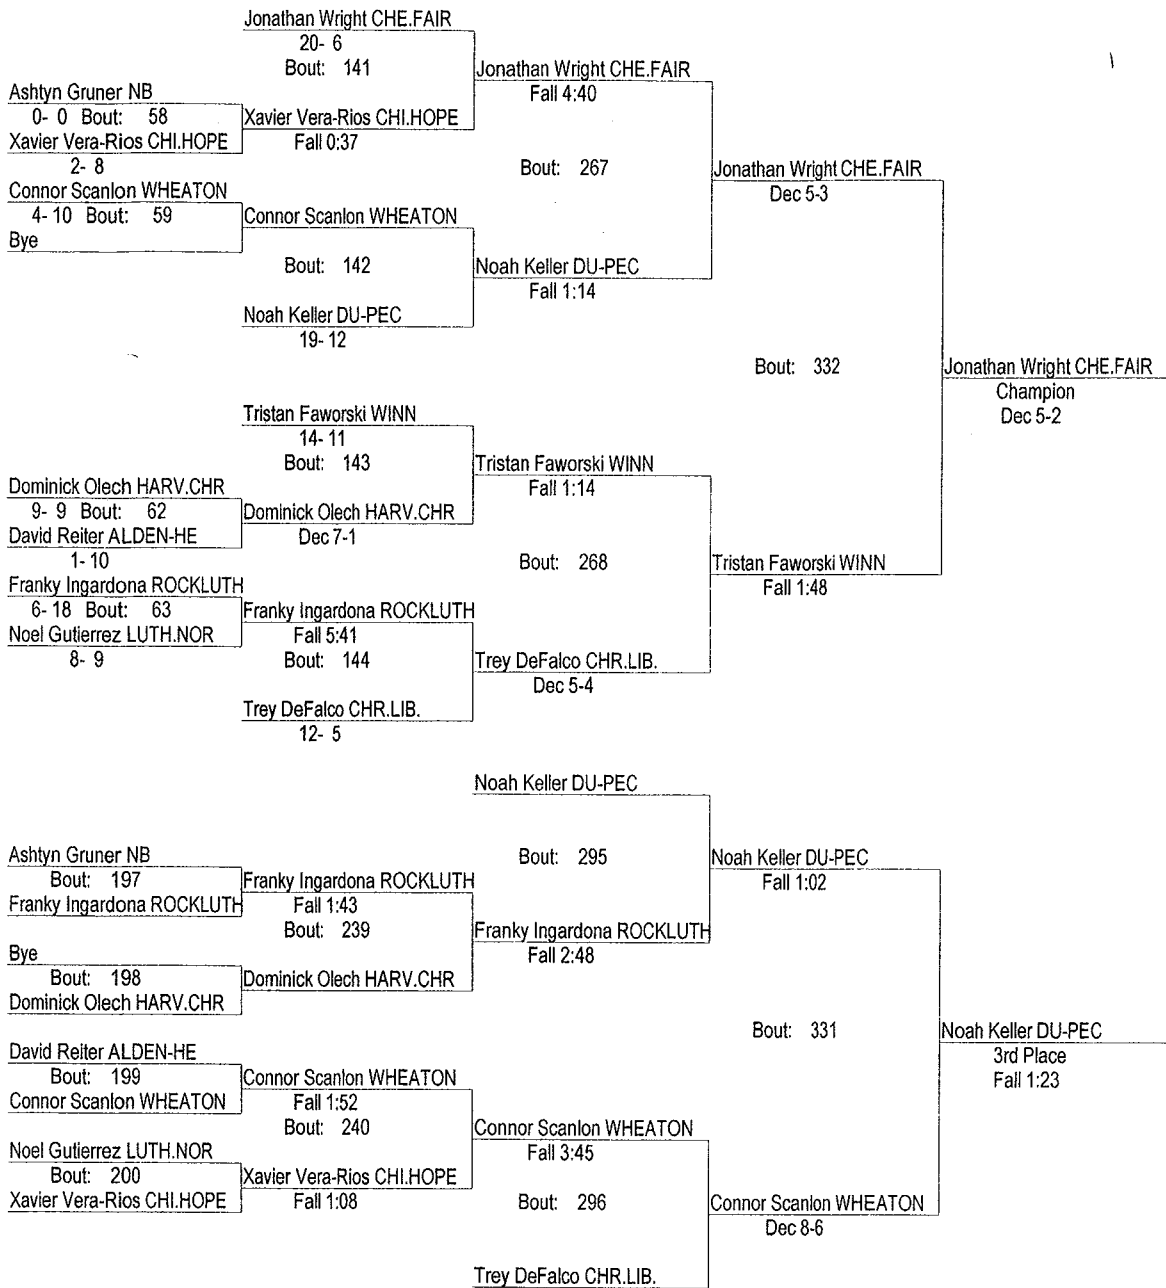 Jonathan Wright CHE.FAIR
20- 6
Bout: 141
Jonathan Wright CHE.FAIR
Fall 4:40
Ashtyn Gruner NB
0- 0 Bout: 58
Xavier Vera-Rios CHI.HOPE
Fall 0:37
Xavier Vera-Rios CHI.HOPE
2- 8
Bout: 267
Jonathan Wright CHE.FAIR
Dec 5-3
Connor Scanlon WHEATON
4- 10 Bout: 59
Connor Scanlon WHEATON
Bye
Bout: 142
Noah Keller DU-PEC
Fall 1:14
Noah Keller DU-PEC
19- 12
Bout: 332
Jonathan Wright CHE.FAIR
Champion
Dec 5-2
Tristan Faworski WINN
14- 11
Bout: 143
Tristan Faworski WINN
Fall 1:14
Dominick Olech HARV.CHR
9- 9 Bout: 62
Dominick Olech HARV.CHR
Dec 7-1
David Reiter ALDEN-HE
1- 10
Bout: 268
Tristan Faworski WINN
Fall 1:48
Franky Ingardona ROCKLUTH
6- 18 Bout: 63
Franky Ingardona ROCKLUTH
Fall 5:41
Noel Gutierrez LUTH.NOR
8- 9
Bout: 144
Trey DeFalco CHR.LIB.
Dec 5-4
Trey DeFalco CHR.LIB.
12- 5
Noah Keller DU-PEC
Ashtyn Gruner NB
Bout: 197
Franky Ingardona ROCKLUTH
Bout: 295
Noah Keller DU-PEC
Fall 1:02
Franky Ingardona ROCKLUTH
Fall 1:43
Bout: 239
Franky Ingardona ROCKLUTH
Fall 2:48
Bye
Bout: 198
Dominick Olech HARV.CHR
Dominick Olech HARV.CHR
Bout: 331
Noah Keller DU-PEC
3rd Place
Fall 1:23
David Reiter ALDEN-HE
Bout: 199
Connor Scanlon WHEATON
Connor Scanlon WHEATON
Fall 1:52
Bout: 240
Connor Scanlon WHEATON
Fall 3:45
Noel Gutierrez LUTH.NOR
Bout: 200
Xavier Vera-Rios CHI.HOPE
Xavier Vera-Rios CHI.HOPE
Fall 1:08
Bout: 296
Connor Scanlon WHEATON
Dec 8-6
Trey DeFalco CHR.LIB.